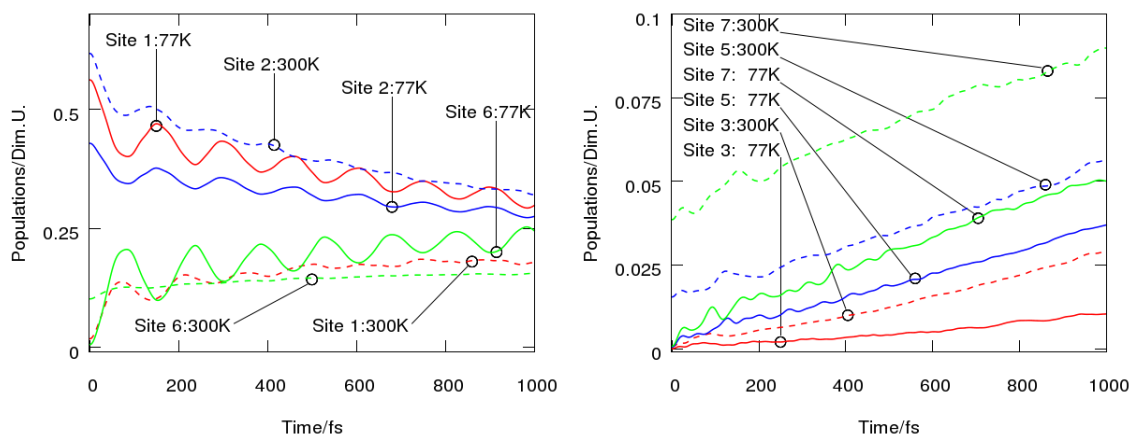 Site 1:77K
Site 2:300K
Site 2:77K
Site 6:77K
Site 6:300K
Site 1:300K
0.5
0.25
0
0 200 400 600 800 1000
Time/fs
Populations/Dim.U.
Site 7:300K
Site 5:300K
Site 7: 77K
Site 5: 77K
Site 3:300K
Site 3: 77K
0.1
0.075
0.05
0.025
0
0 200 400 600 800 1000
Time/fs
Populations/Dim.U.